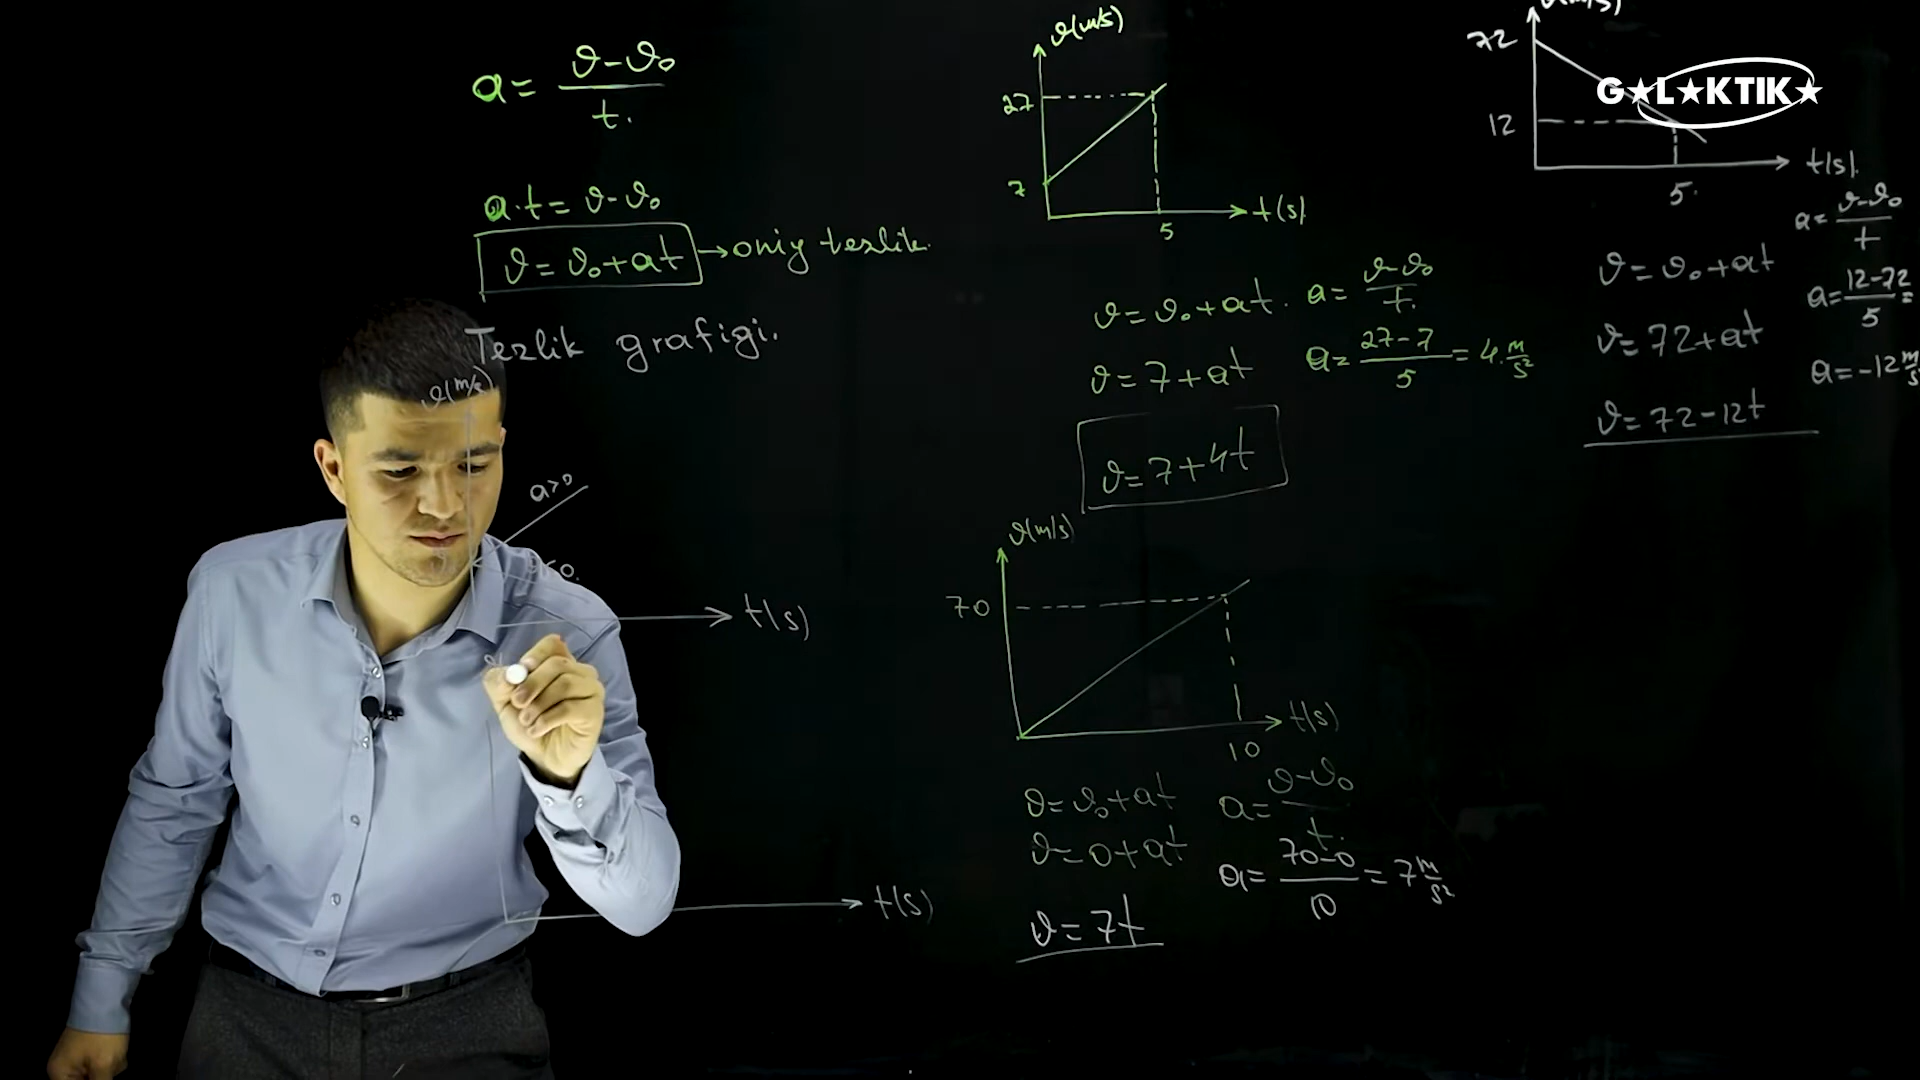 a = ϑ-ϑ₀ / t.
a·t = ϑ-ϑ₀
ϑ = ϑ₀+at → oniy tezlik.
Tezlik grafigi.
ϑ(m/s)
a>0
a<0.
t(s)
t(s)
ϑ(m/s)
27
7
5
t(s)
ϑ = ϑ₀+at. a = ϑ-ϑ₀ / t.
ϑ = 7+at a = 27-7 / 5 = 4 m/s²
ϑ = 7+4t
ϑ(m/s)
70
10
t(s)
ϑ = ϑ₀+at a = ϑ-ϑ₀ / t.
ϑ = 0+at a = 70-0 / 10 = 7 m/s²
ϑ = 7t
ϑ(m/s)
72
12
5.
t(s).
GALAKTIKA
a = ϑ-ϑ₀ / t
ϑ = ϑ₀+at
a = 12-72 / 5 =
ϑ = 72+at
a = -12 m/s
ϑ = 72-12t